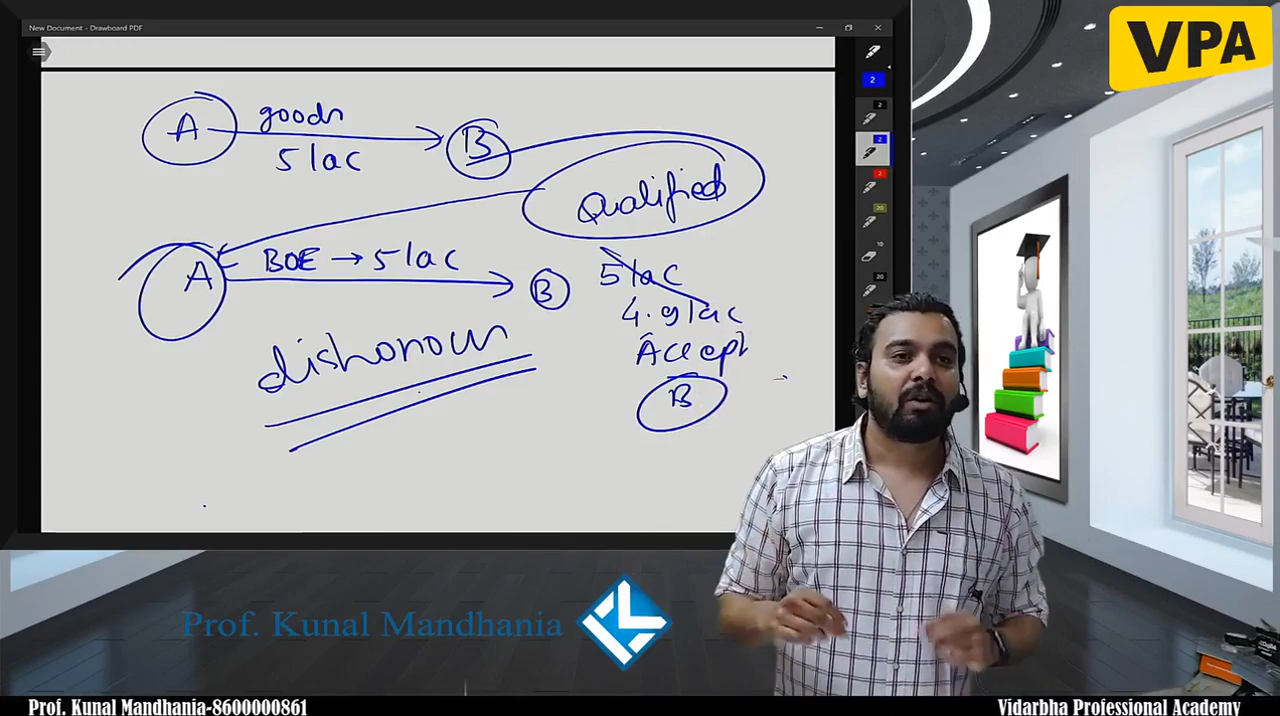 New Document - Drawboard PDF
VPA
A goods B
5 lac
Qualified
A BOE → 5 lac B
5 lac
4.9 lac
Accept
B
dishonour
Prof. Kunal Mandhania
Prof. Kunal Mandhania-8600000861
Vidarbha Professional Academy